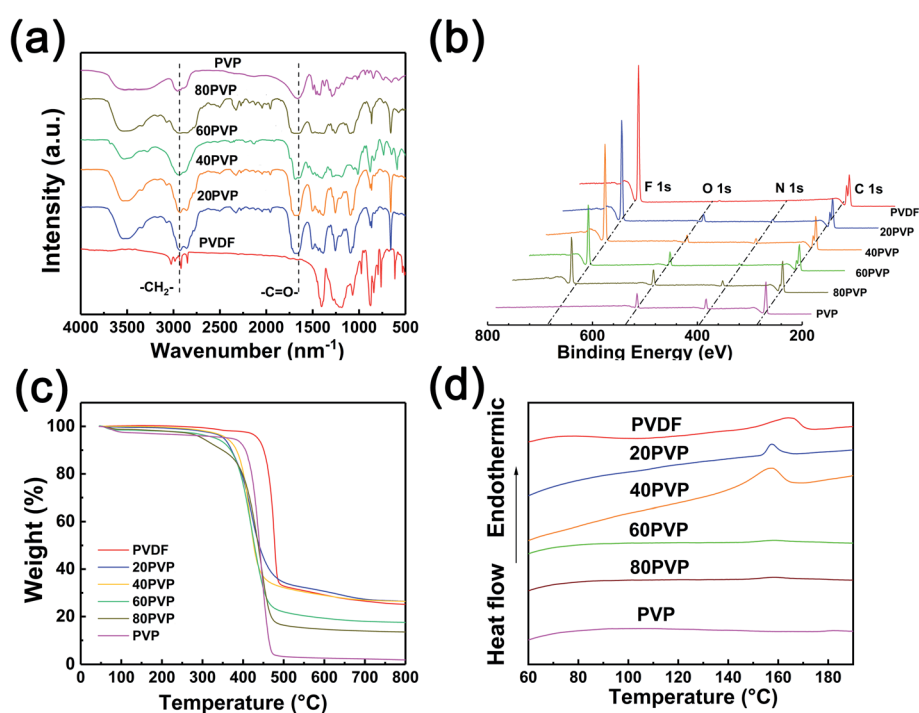 (a)
PVP
80PVP
60PVP
40PVP
20PVP
PVDF
-CH₂-
-C=O-
Intensity (a.u.)
4000 3500 3000 2500 2000 1500 1000 500
Wavenumber (nm⁻¹)
(b)
F 1s O 1s N 1s C 1s
PVDF
20PVP
40PVP
60PVP
80PVP
PVP
800 600 400 200
Binding Energy (eV)
(c)
Weight (%)
100
80
60
40
20
0
PVDF
20PVP
40PVP
60PVP
80PVP
PVP
0 100 200 300 400 500 600 700 800
Temperature (°C)
(d)
Heat flow Endothermic
PVDF
20PVP
40PVP
60PVP
80PVP
PVP
60 80 100 120 140 160 180
Temperature (°C)